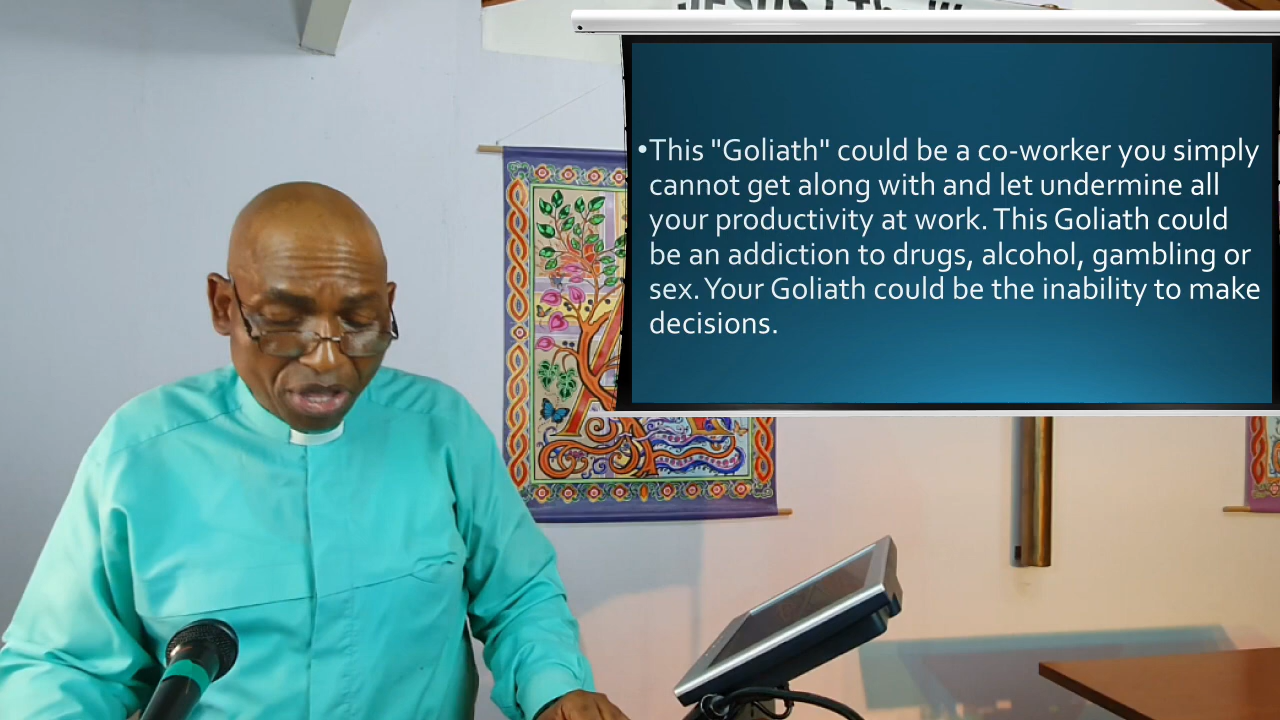 JESUS
•This "Goliath" could be a co-worker you simply
cannot get along with and let undermine all
your productivity at work. This Goliath could
be an addiction to drugs, alcohol, gambling or
sex. Your Goliath could be the inability to make
decisions.